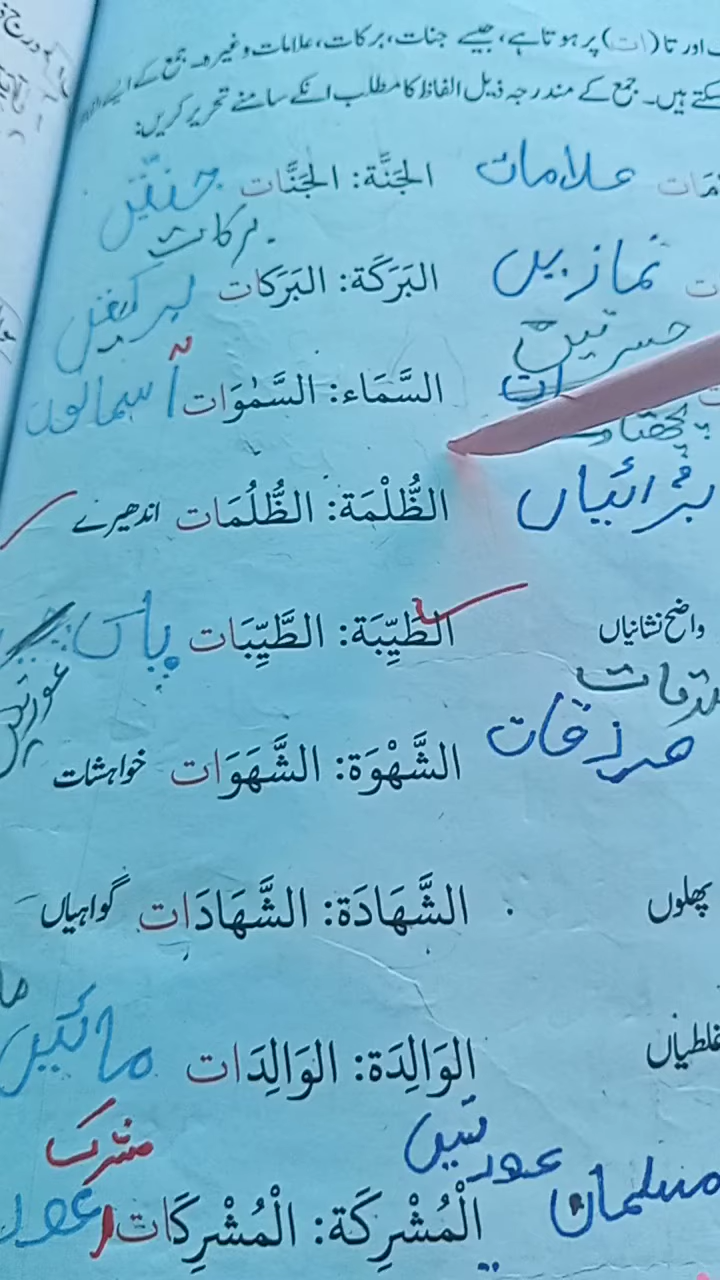 اور تا (ات) پر ہوتا ہے، جیسے جنات، برکات، علامات وغیرہ۔ جمع کے ایسے
سکتے ہیں۔ جمع کے مندرجہ ذیل الفاظ کا مطلب انکے سامنے تحریر کریں:
علامات الجَنَّة: الجَنَّات جنتیں
برکات
نمازیں البَرَكَة: البَرَكَات برکتیں
حسرتیں
السَّمَاء: السَّمٰوَات آسمانوں
برائیاں الظُّلْمَة: الظُّلُمَات اندھیرے
واضح نشانیاں الطَّيِّبَة: الطَّيِّبَات پاک
عورتیں
الشَّهْوَة: الشَّهَوَات خواہشات
پھلوں الشَّهَادَة: الشَّهَادَات گواہیاں
غلطیاں الوَالِدَة: الوَالِدَات مائیں
عورتیں مشرک
مسلمان الْمُشْرِكَة: الْمُشْرِكَات